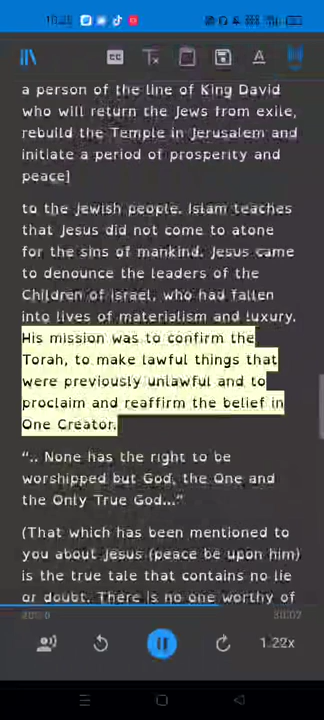 CC
a person of the line of King David
who will return the Jews from exile,
rebuild the Temple in Jerusalem and
initiate a period of prosperity and
peace]
to the Jewish people. Islam teaches
that Jesus did not come to atone
for the sins of mankind. Jesus came
to denounce the leaders of the
Children of Israel, who had fallen
into lives of materialism and luxury.
His mission was to confirm the
Torah, to make lawful things that
were previously unlawful and to
proclaim and reaffirm the belief in
One Creator.
“.. None has the right to be
worshipped but God, the One and
the Only True God...”
(That which has been mentioned to
you about Jesus (peace be upon him)
is the true tale that contains no lie
or doubt. There is no one worthy of
1.22x